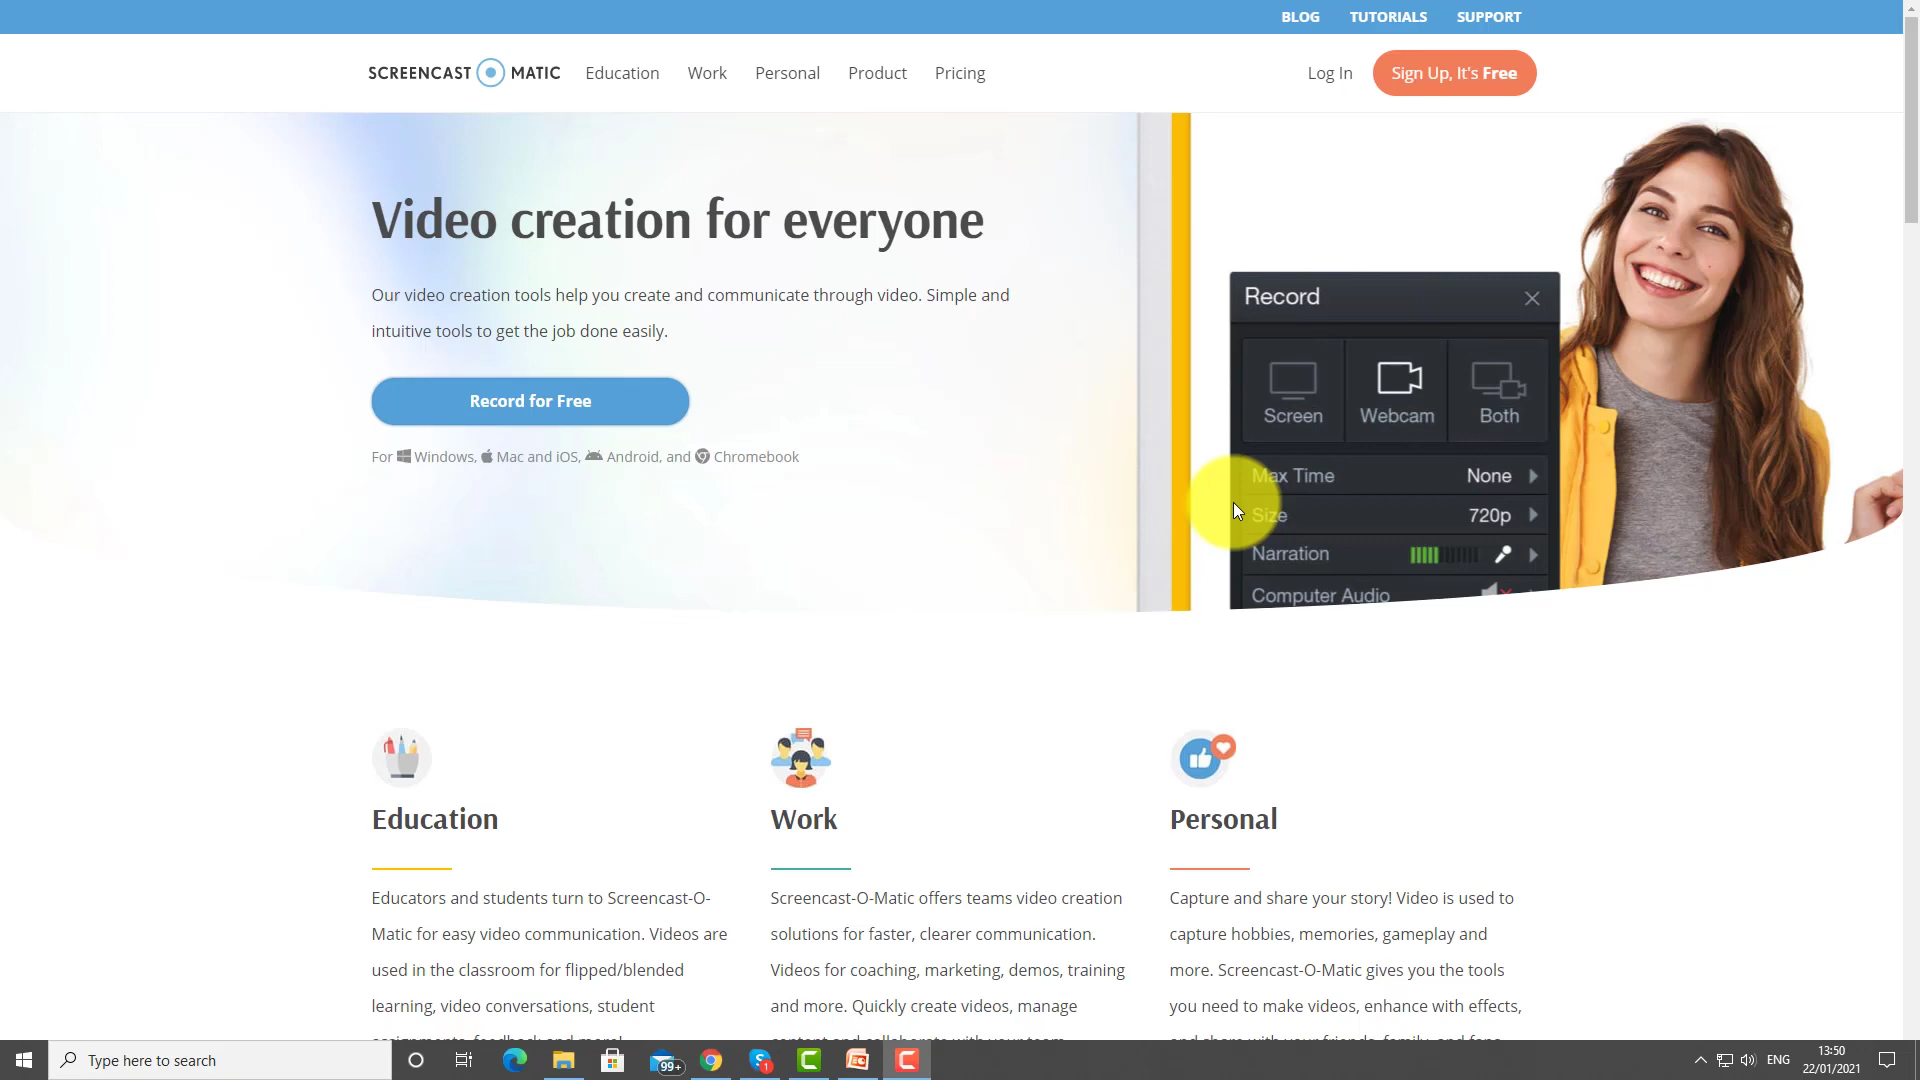 BLOG TUTORIALS SUPPORT
SCREENCAST MATIC Education Work Personal Product Pricing Log In Sign Up, It's Free
Video creation for everyone
Our video creation tools help you create and communicate through video. Simple and
intuitive tools to get the job done easily.
Record for Free
For Windows, Mac and iOS, Android, and Chromebook
Record
Screen Webcam Both
Max Time None
Size 720p
Narration
Computer Audio
Education
Educators and students turn to Screencast-O-
Matic for easy video communication. Videos are
used in the classroom for flipped/blended
learning, video conversations, student
Work
Screencast-O-Matic offers teams video creation
solutions for faster, clearer communication.
Videos for coaching, marketing, demos, training
and more. Quickly create videos, manage
Personal
Capture and share your story! Video is used to
capture hobbies, memories, gameplay and
more. Screencast-O-Matic gives you the tools
you need to make videos, enhance with effects,
Type here to search
99+
1
ENG
13:50
22/01/2021